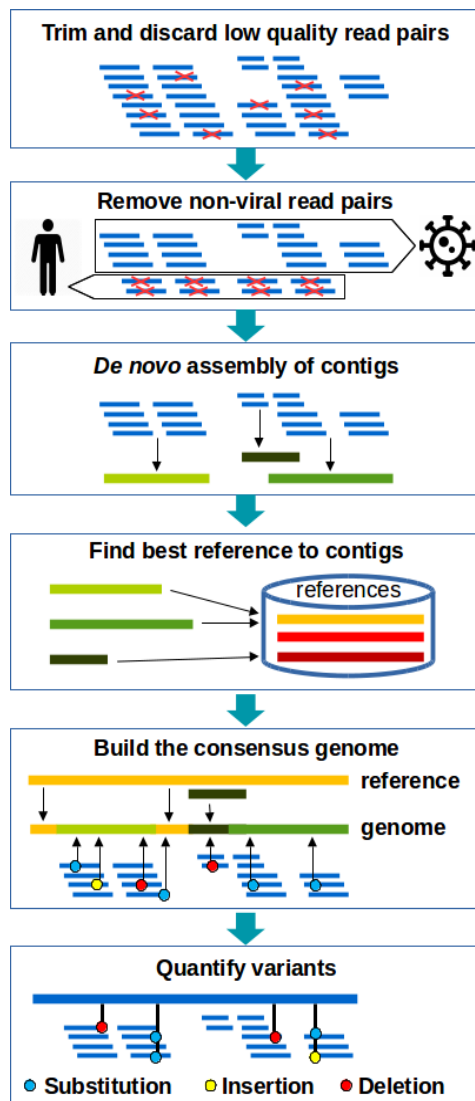 Trim and discard low quality read pairs
Remove non-viral read pairs
De novo assembly of contigs
Find best reference to contigs
references
Build the consensus genome
reference
genome
Quantify variants
Substitution Insertion Deletion